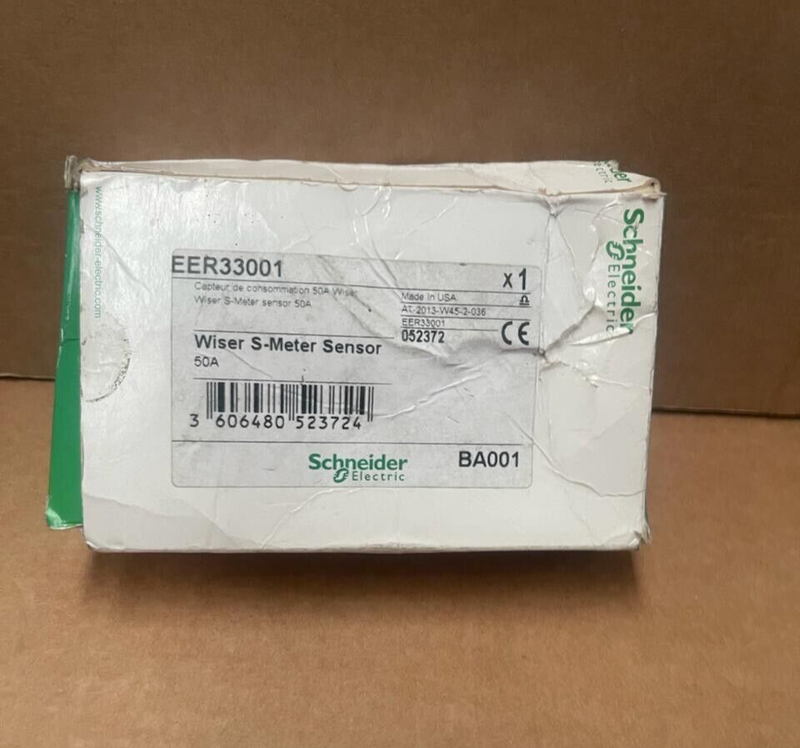 EER33001
x1
Capteur de consommation 50A Wiser
Wiser S-Meter sensor 50A
Made In USA
AT-2013-W45-2-036
EER33001
052372
CE
Wiser S-Meter Sensor
50A
3 606480 523724
Schneider
Electric
BA001
www.schneider-electric.com
Schneider
Electric